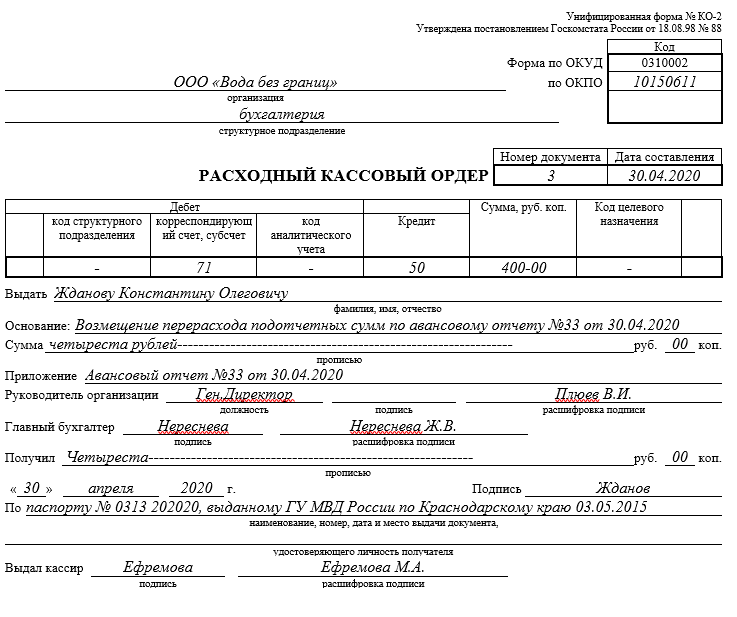 Унифицированная форма № КО-2
Утверждена постановлением Госкомстата России от 18.08.98 № 88
Код
Форма по ОКУД 0310002
ООО «Вода без границ» по ОКПО 10150611
организация
бухгалтерия
структурное подразделение
Номер документа Дата составления
РАСХОДНЫЙ КАССОВЫЙ ОРДЕР 3 30.04.2020
Дебет Кредит Сумма, руб. коп. Код целевого назначения
код структурного подразделения корреспондирующ ий счет, субсчет код аналитического учета
- 71 - 50 400-00 -
Выдать Жданову Константину Олеговичу
фамилия, имя, отчество
Основание: Возмещение перерасхода подотчетных сумм по авансовому отчету №33 от 30.04.2020
Сумма четыреста рублей--------------------------------------------------------------- руб. 00 коп.
прописью
Приложение Авансовый отчет №33 от 30.04.2020
Руководитель организации Ген.Директор Плюев В.И.
должность подпись расшифровка подписи
Главный бухгалтер Нереснева Нереснева Ж.В.
подпись расшифровка подписи
Получил Четыреста------------------------------------------------------------- руб. 00 коп.
прописью
« 30 » апреля 2020 г. Подпись Жданов
По паспорту № 0313 202020, выданному ГУ МВД России по Краснодарскому краю 03.05.2015
наименование, номер, дата и место выдачи документа,
удостоверяющего личность получателя
Выдал кассир Ефремова Ефремова М.А.
подпись расшифровка подписи